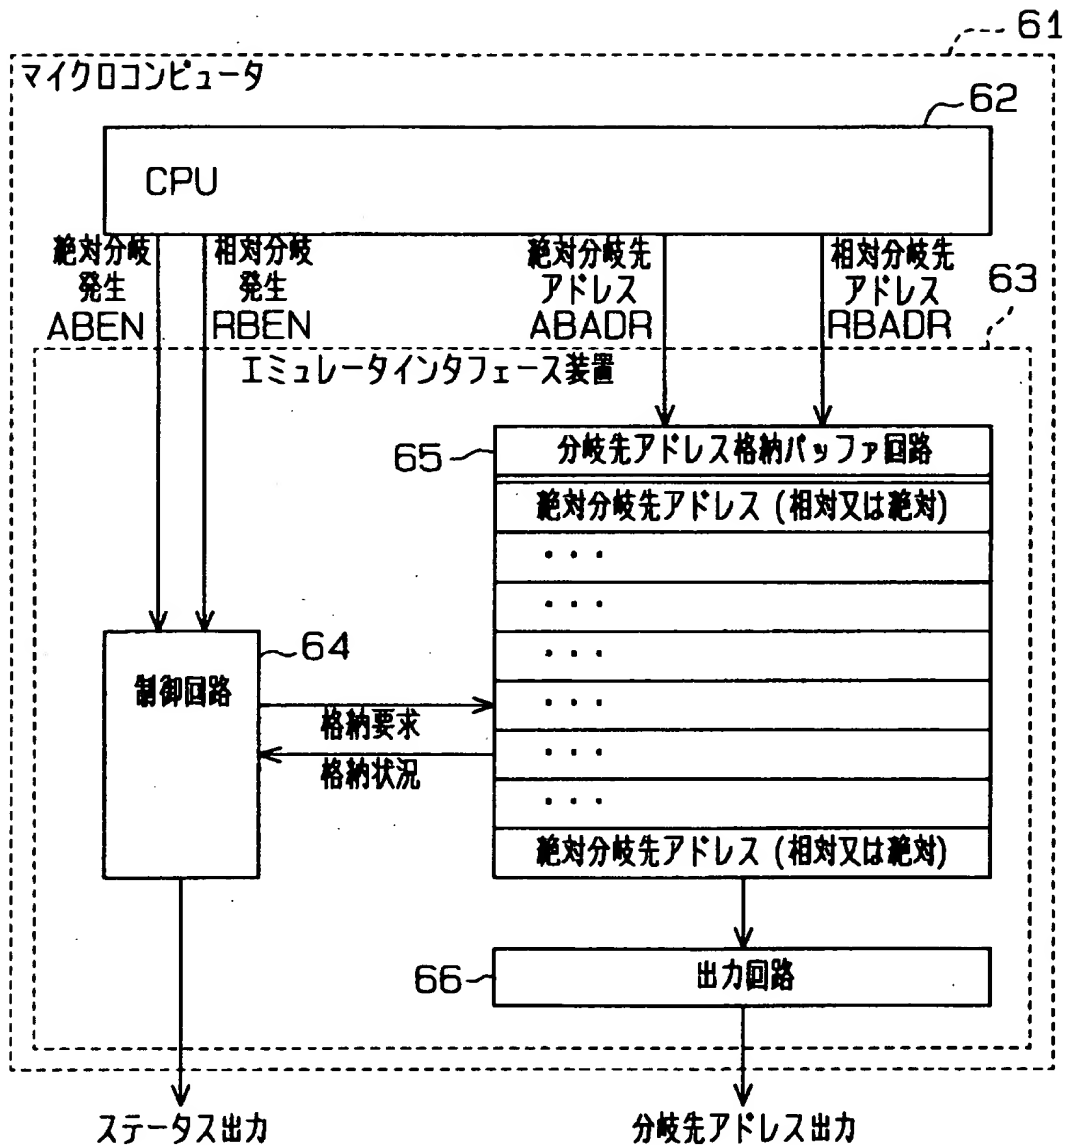 61
マイクロコンピュータ
62
CPU
絶対分岐
発生
ABEN
相対分岐
発生
RBEN
絶対分岐先
アドレス
ABADR
相対分岐先
アドレス
RBADR
63
エミュレータインタフェース装置
65
分岐先アドレス格納バッファ回路
絶対分岐先アドレス (相対又は絶対)
・・・
・・・
・・・
・・・
・・・
・・・
絶対分岐先アドレス (相対又は絶対)
64
制御回路
格納要求
格納状況
66
出力回路
ステータス出力
分岐先アドレス出力